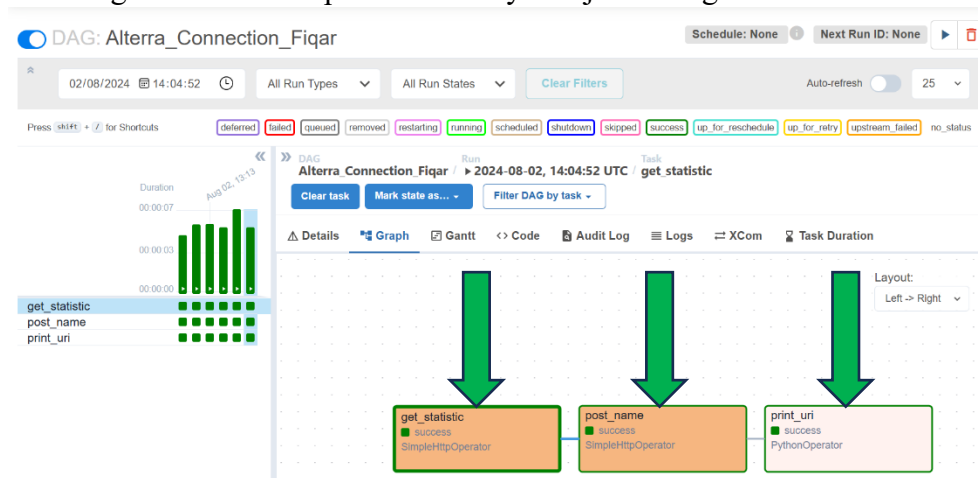 DAG: Alterra_Connection_Fiqar
Schedule: None
Next Run ID: None
02/08/2024 14:04:52
All Run Types
All Run States
Clear Filters
Auto-refresh
25
Press shift + / for Shortcuts
deferred failed queued removed restarting running scheduled shutdown skipped success up_for_reschedule up_for_retry upstream_failed no_status
Duration
Aug 02, 13:13
00:00:07
00:00:03
00:00:00
get_statistic
post_name
print_uri
DAG Run Task
Alterra_Connection_Fiqar / 2024-08-02, 14:04:52 UTC / get_statistic
Clear task
Mark state as...
Filter DAG by task
Details Graph Gantt Code Audit Log Logs XCom Task Duration
Layout:
Left -> Right
get_statistic
success
SimpleHttpOperator
post_name
success
SimpleHttpOperator
print_uri
success
PythonOperator